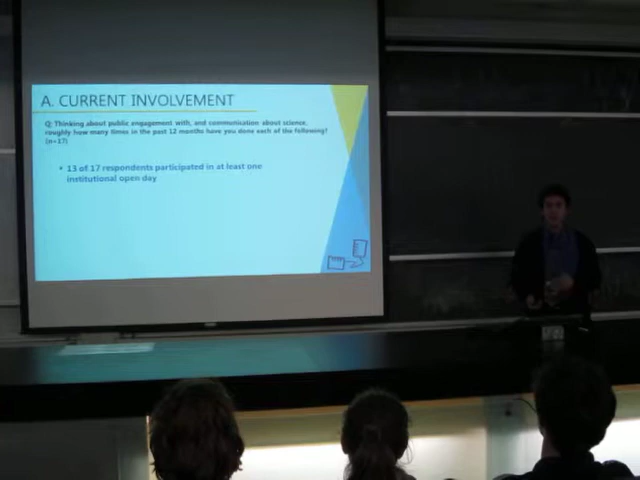 A. CURRENT INVOLVEMENT
Q: Thinking about public engagement with, and communication about science,
roughly how many times in the past 12 months have you done each of the following?
(n=17)
• 13 of 17 respondents participated in at least one
institutional open day